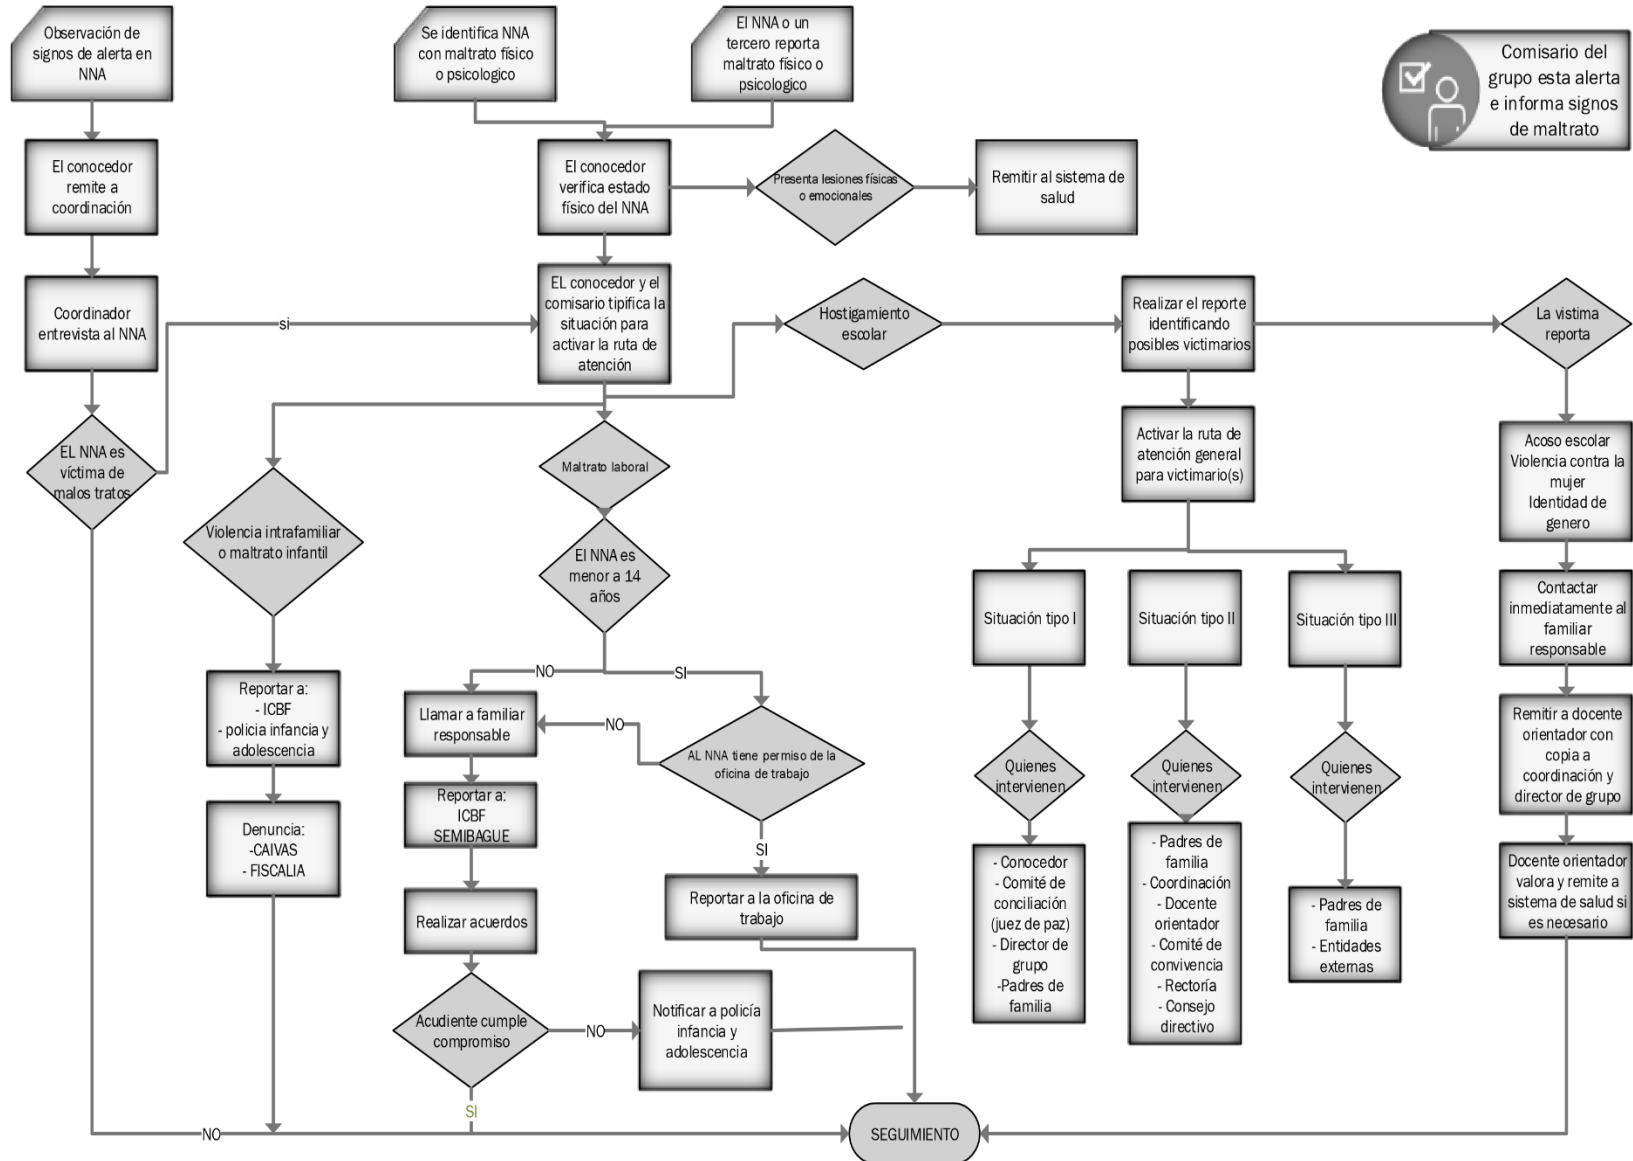 Observación de
signos de alerta en
NNA
Se identifica NNA
con maltrato físico
o psicologico
El NNA o un
tercero reporta
maltrato físico o
psicologico
Comisario del
grupo esta alerta
e informa signos
de maltrato
El conocedor
remite a
coordinación
El conocedor
verifica estado
físico del NNA
Presenta lesiones físicas
o emocionales
Remitir al sistema de
salud
Coordinador
entrevista al NNA
si
EL conocedor y el
comisario tipifica la
situación para
activar la ruta de
atención
Hostigamiento
escolar
Realizar el reporte
identificando
posibles victimarios
La vistima
reporta
EL NNA es
víctima de
malos tratos
Violencia intrafamiliar
o maltrato infantil
Maltrato laboral
El NNA es
menor a 14
años
Activar la ruta de
atención general
para victimario(s)
Acoso escolar
Violencia contra la
mujer
Identidad de
genero
Situación tipo I
Situación tipo II
Situación tipo III
Contactar
inmediatamente al
familiar
responsable
NO
SI
Reportar a:
- ICBF
- policia infancia y
adolescencia
Llamar a familiar
responsable
NO
AL NNA tiene permiso de la
oficina de trabajo
Quienes
intervienen
Quienes
intervienen
Quienes
intervienen
Remitir a docente
orientador con
copia a
coordinación y
director de grupo
Denuncia:
-CAIVAS
- FISCALIA
Reportar a:
ICBF
SEMIBAGUE
SI
Reportar a la oficina de
trabajo
- Conocedor
- Comité de
conciliación
(juez de paz)
- Director de
grupo
-Padres de
familia
- Padres de
familia
- Coordinación
- Docente
orientador
- Comité de
convivencia
- Rectoría
- Consejo
directivo
- Padres de
familia
- Entidades
externas
Docente orientador
valora y remite a
sistema de salud si
es necesario
Realizar acuerdos
Acudiente cumple
compromiso
NO
Notificar a policía
infancia y
adolescencia
SI
NO
SEGUIMIENTO